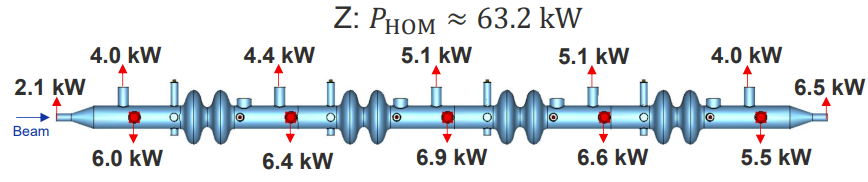 Z: P_HOM ≈ 63.2 kW
4.0 kW 4.4 kW 5.1 kW 5.1 kW 4.0 kW
2.1 kW 6.5 kW
Beam
6.0 kW 6.4 kW 6.9 kW 6.6 kW 5.5 kW